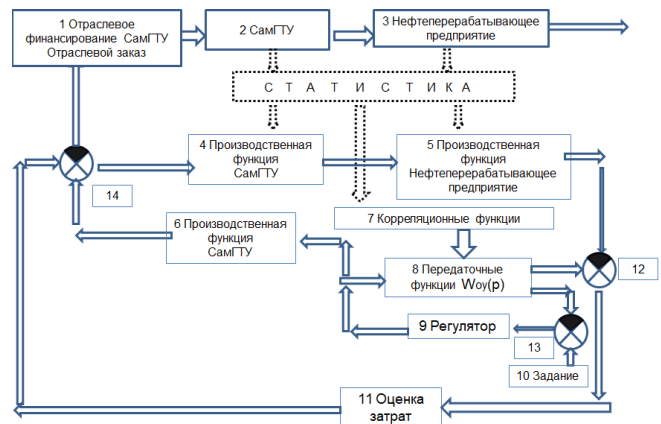 1 Отраслевое
финансирование СамГТУ
Отраспевой заказ
2 СамГТУ
3 Нефтеперерабатывающее
предприятие
С Т А Т И С Т И К А
4 Производственная
функция
СамГТУ
5 Производственная
функция
Нефтеперерабатывающее
предприятие
14
6 Производственная
функция
СамГТУ
7 Корреляционные функции
8 Передаточные
функции Wоу(р)
12
9 Регулятор
13
10 Задание
11 Оценка
затрат